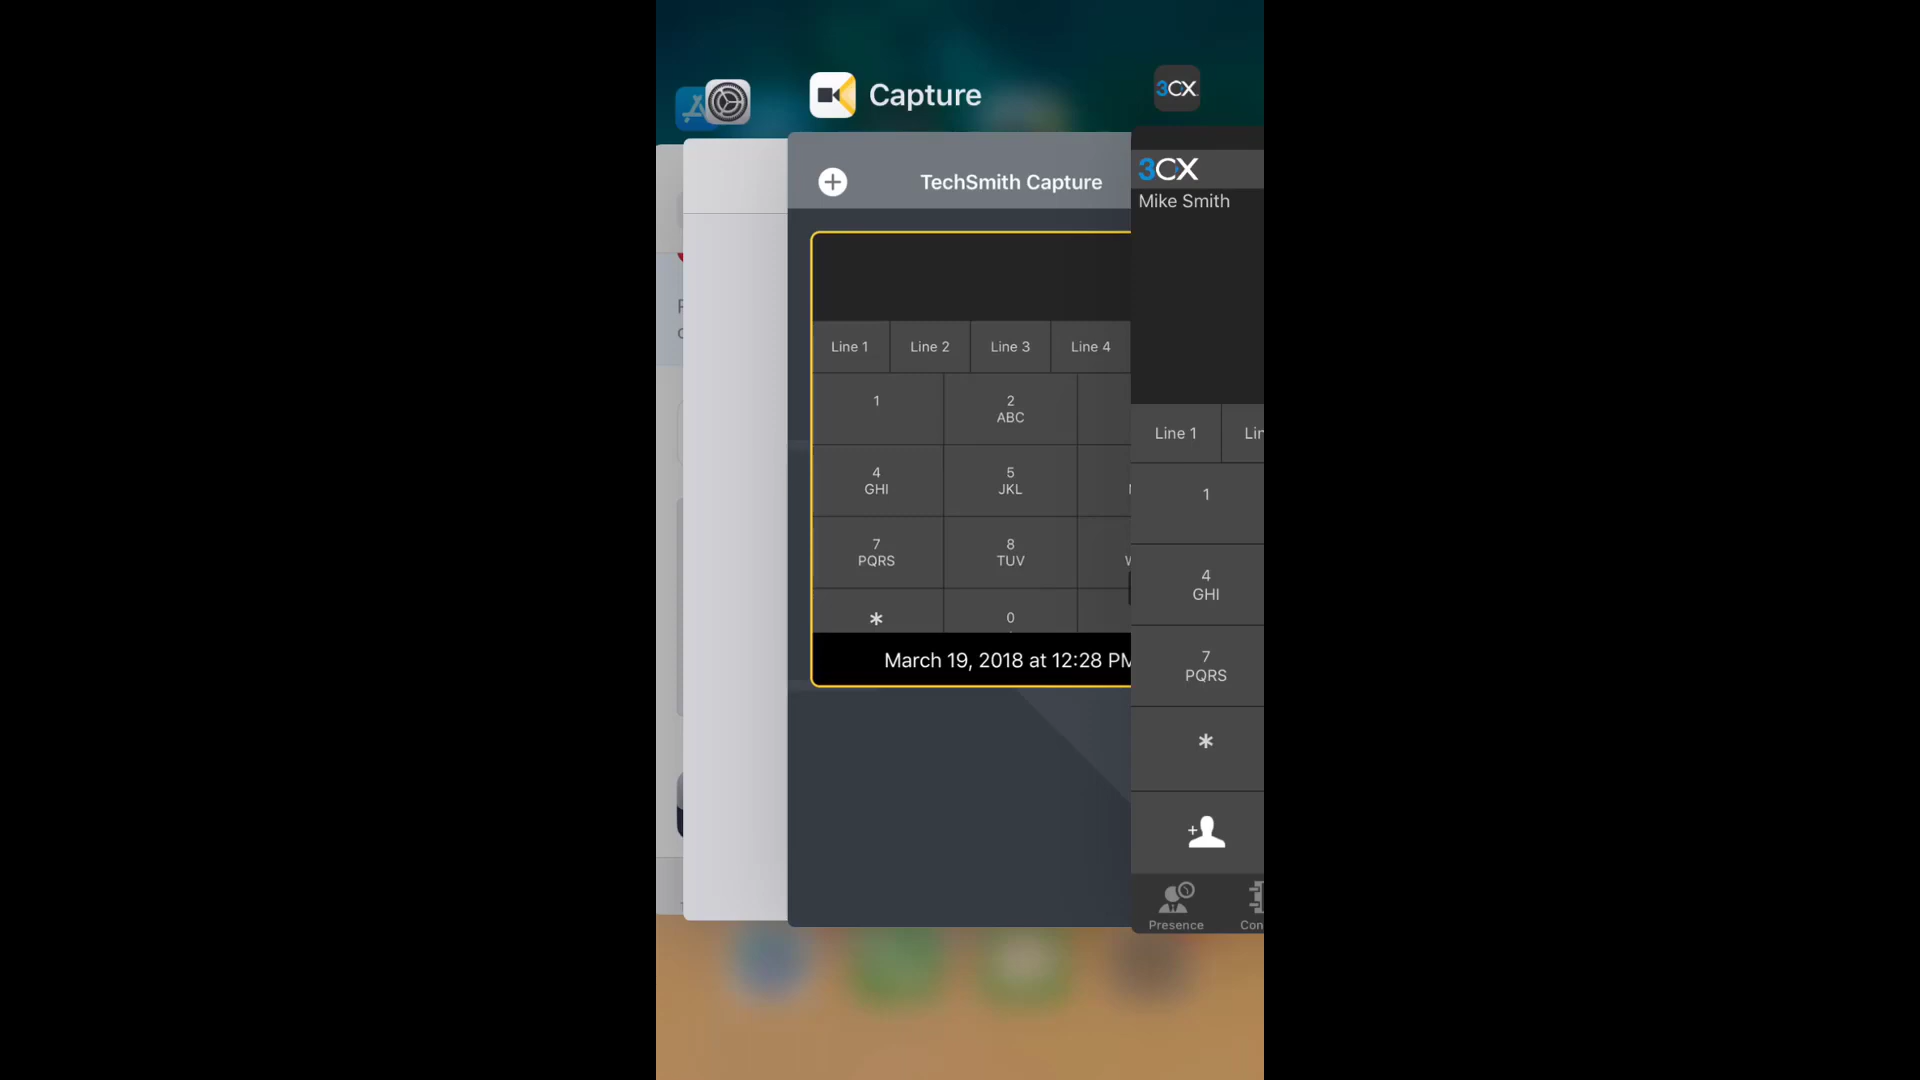 Capture
3CX
TechSmith Capture
Line 1
Line 2
Line 3
Line 4
1
2
ABC
4
GHI
5
JKL
7
PQRS
8
TUV
*
0
March 19, 2018 at 12:28 PM
3CX
Mike Smith
Line 1
1
4
GHI
7
PQRS
*
Presence